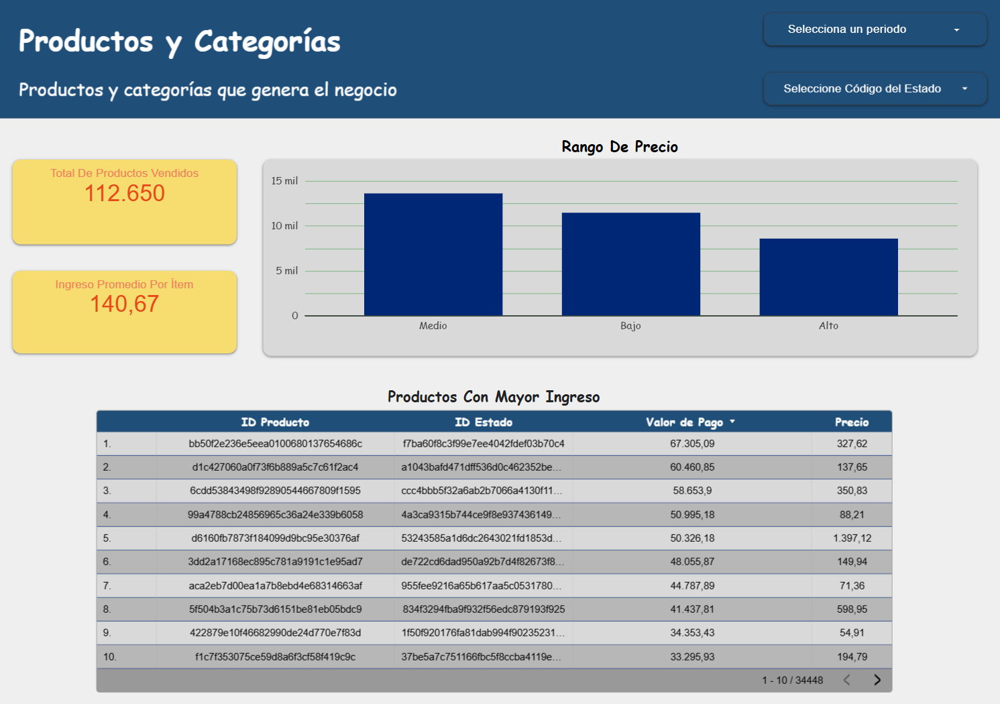 Productos y Categorías
Productos y categorías que genera el negocio
Selecciona un periodo
Seleccione Código del Estado
Total De Productos Vendidos
112.650
Ingreso Promedio Por Ítem
140,67
Rango De Precio
15 mil
10 mil
5 mil
0
Medio Bajo Alto
Productos Con Mayor Ingreso
ID Producto ID Estado Valor de Pago Precio
1. bb50f2e236e5eea0100680137654686c f7ba60f8c3f99e7ee4042fdef03b70c4 67.305,09 327,62
2. d1c427060a0f73f6b889a5c7c61f2ac4 a1043bafd471dff536d0c462352be... 60.460,85 137,65
3. 6cdd53843498f92890544667809f1595 ccc4bbb5f32a6ab2b7066a4130f11... 58.653,9 350,83
4. 99a4788cb24856965c36a24e339b6058 4a3ca9315b744ce9f8e937436149... 50.995,18 88,21
5. d6160fb7873f184099d9bc95e30376af 53243585a1d6dc2643021fd1853d... 50.326,18 1.397,12
6. 3dd2a17168ec895c781a9191c1e95ad7 de722cd6dad950a92b7d4f82673f8... 48.055,87 149,94
7. aca2eb7d00ea1a7b8ebd4e68314663af 955fee9216a65b617aa5c0531780... 44.787,89 71,36
8. 5f504b3a1c75b73d6151be81eb05bdc9 834f3294fba9f932f56edc879193f925 41.437,81 598,95
9. 422879e10f46682990de24d770e7f83d 1f50f920176fa81dab994f90235231... 34.353,43 54,91
10. f1c7f353075ce59d8a6f3cf58f419c9c 37be5a7c751166fbc5f8ccba4119e... 33.295,93 194,79
1 - 10 / 34448